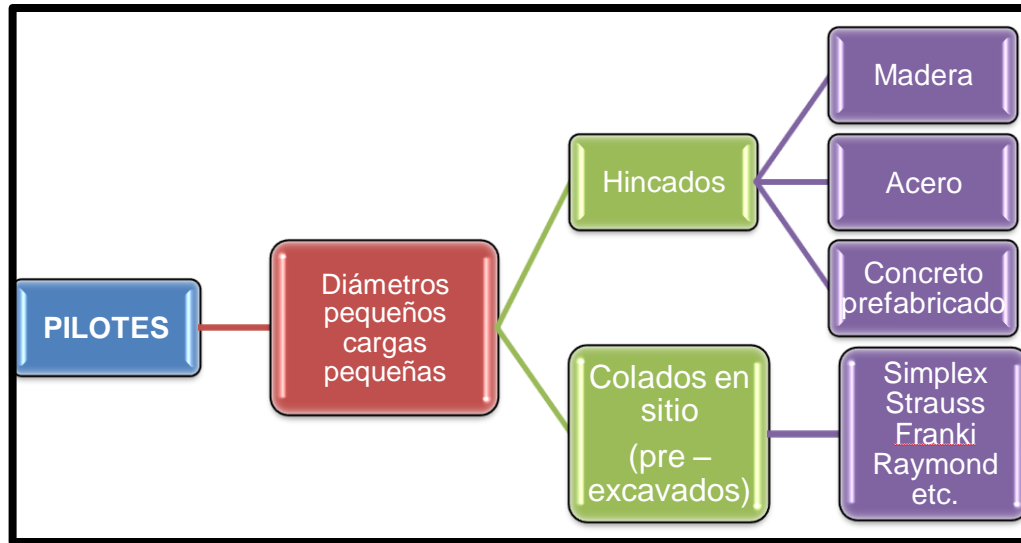 PILOTES
Diámetros
pequeños
cargas
pequeñas
Hincados
Madera
Acero
Concreto
prefabricado
Colados en
sitio
(pre –
excavados)
Simplex
Strauss
Franki
Raymond
etc.